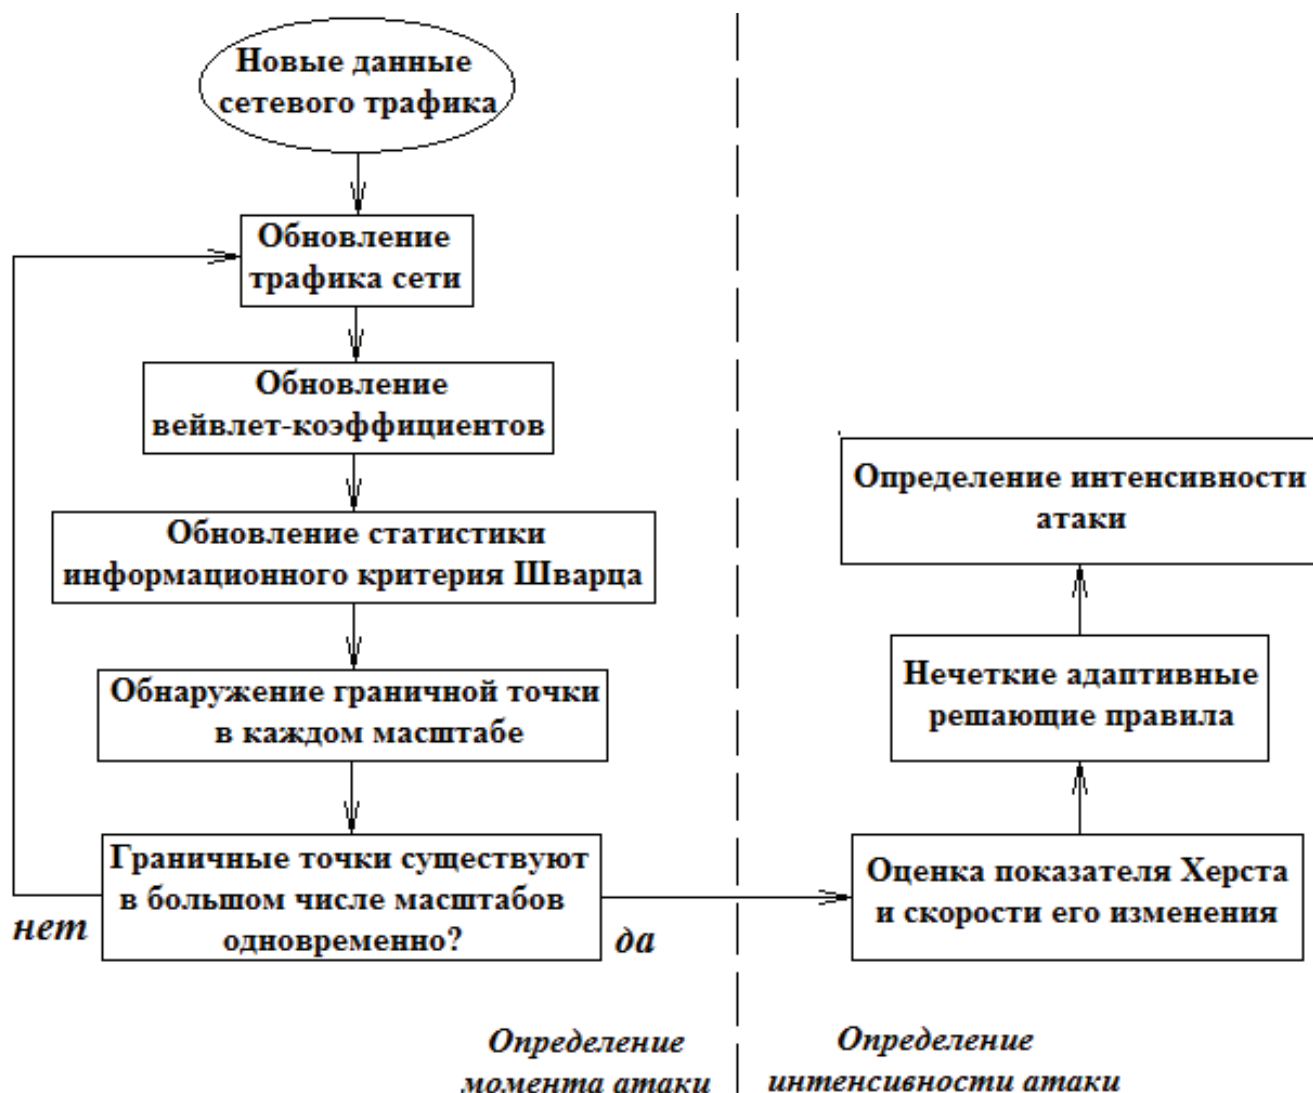 Новые данные
сетевого трафика
Обновление
трафика сети
Обновление
вейвлет-коэффициентов
Обновление статистики
информационного критерия Шварца
Обнаружение граничной точки
в каждом масштабе
Граничные точки существуют
в большом числе масштабов
одновременно?
нет
да
Оценка показателя Херста
и скорости его изменения
Нечеткие адаптивные
решающие правила
Определение интенсивности
атаки
Определение
момента атаки
Определение
интенсивности атаки